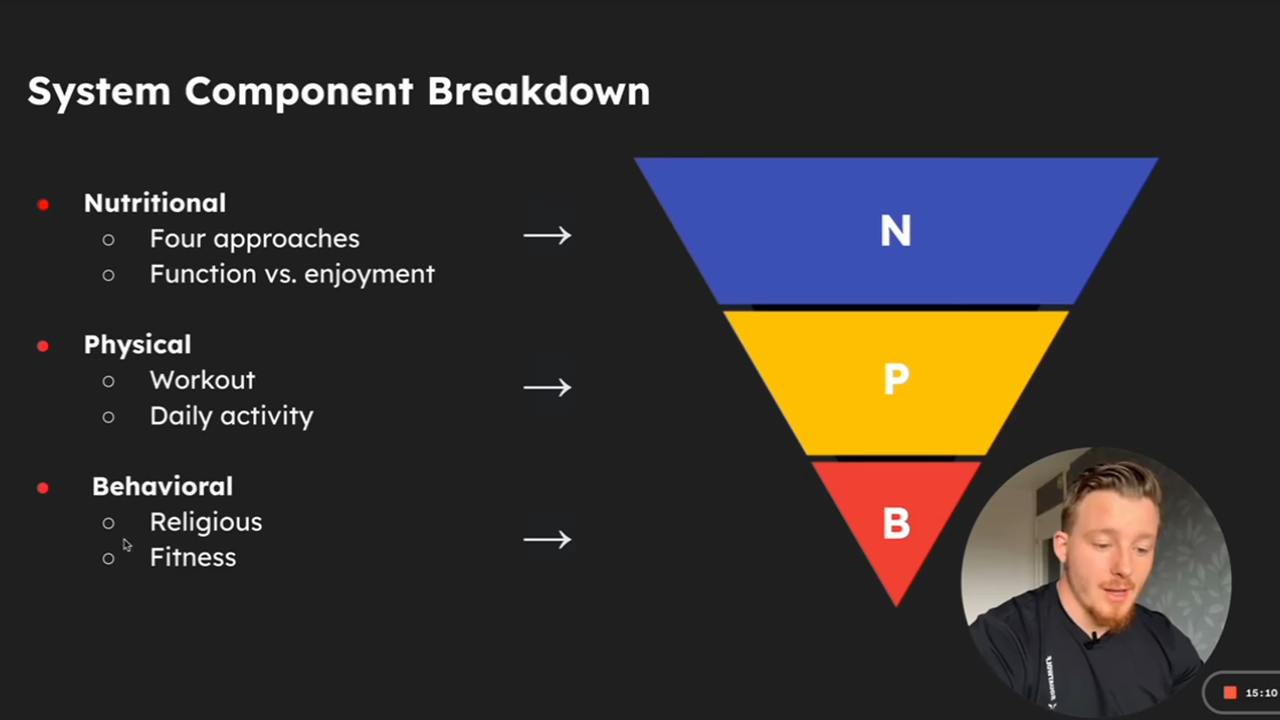 System Component Breakdown
Nutritional
Four approaches
Function vs. enjoyment
Physical
Workout
Daily activity
Behavioral
Religious
Fitness
N
P
B
15:10